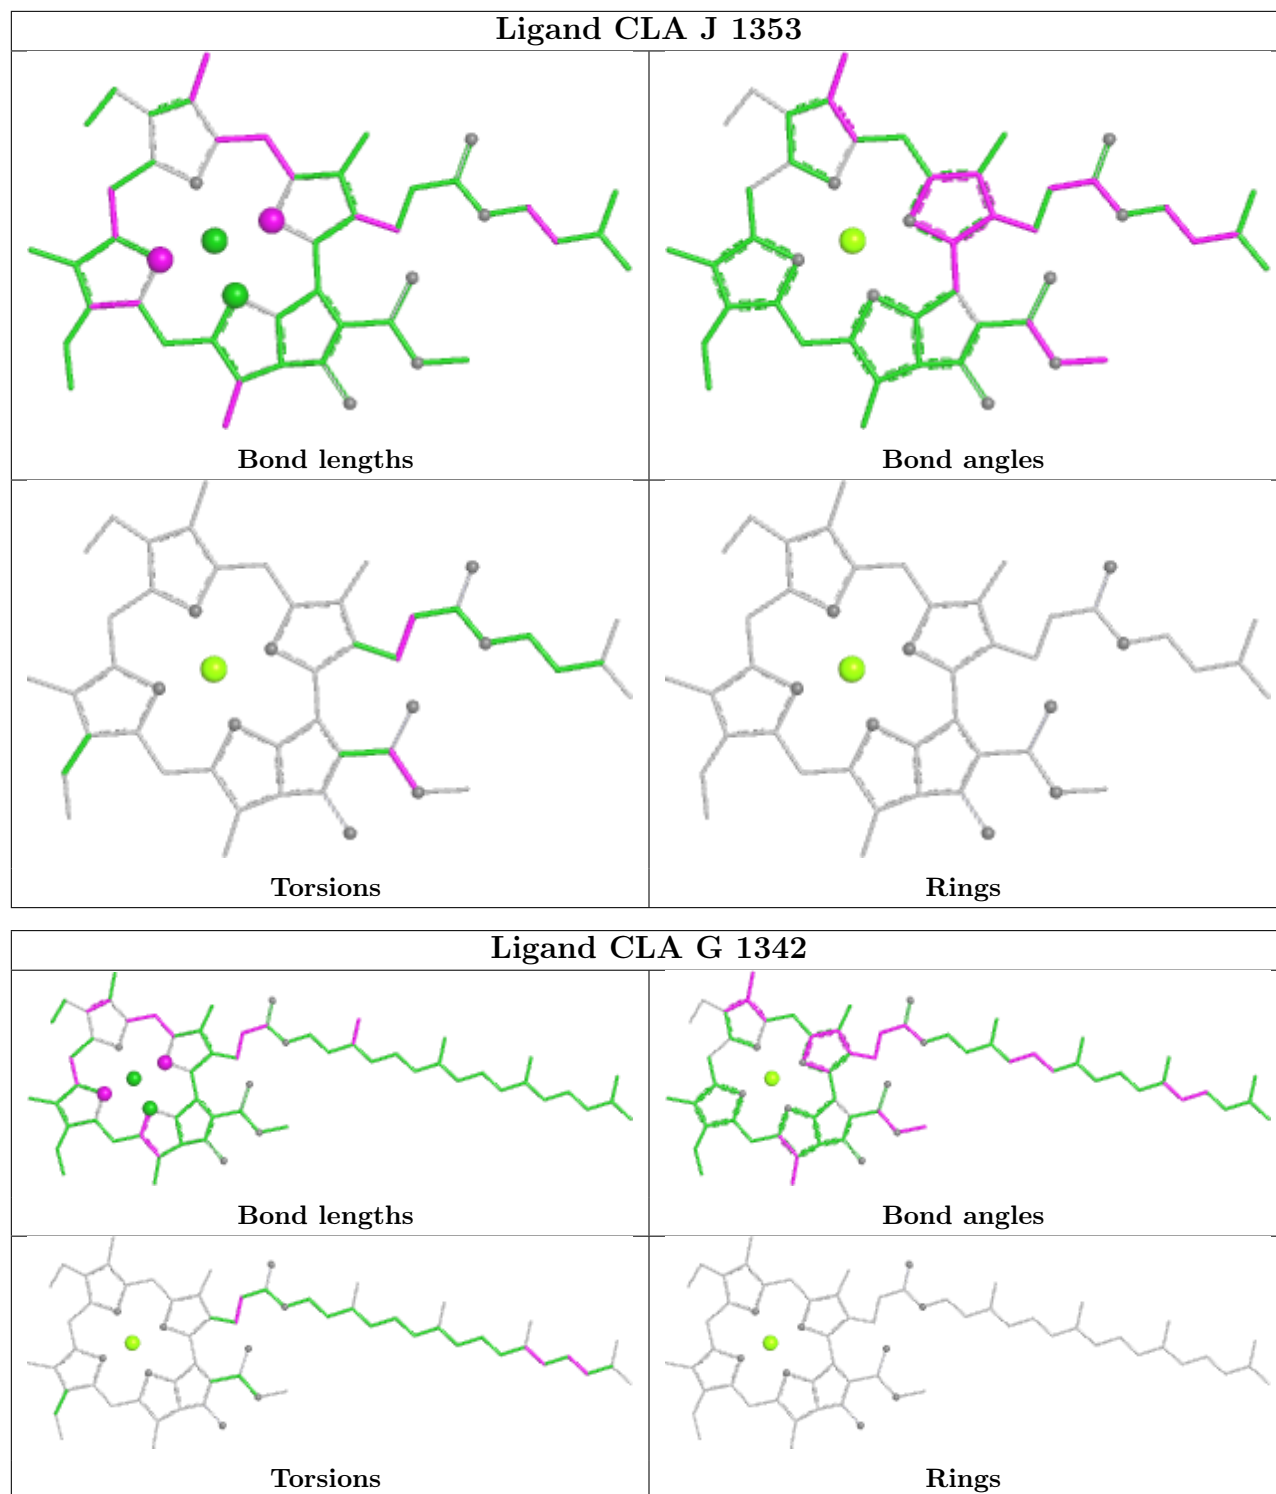 Ligand CLA J 1353
Bond lengths
Bond angles
Torsions
Rings
Ligand CLA G 1342
Bond lengths
Bond angles
Torsions
Rings